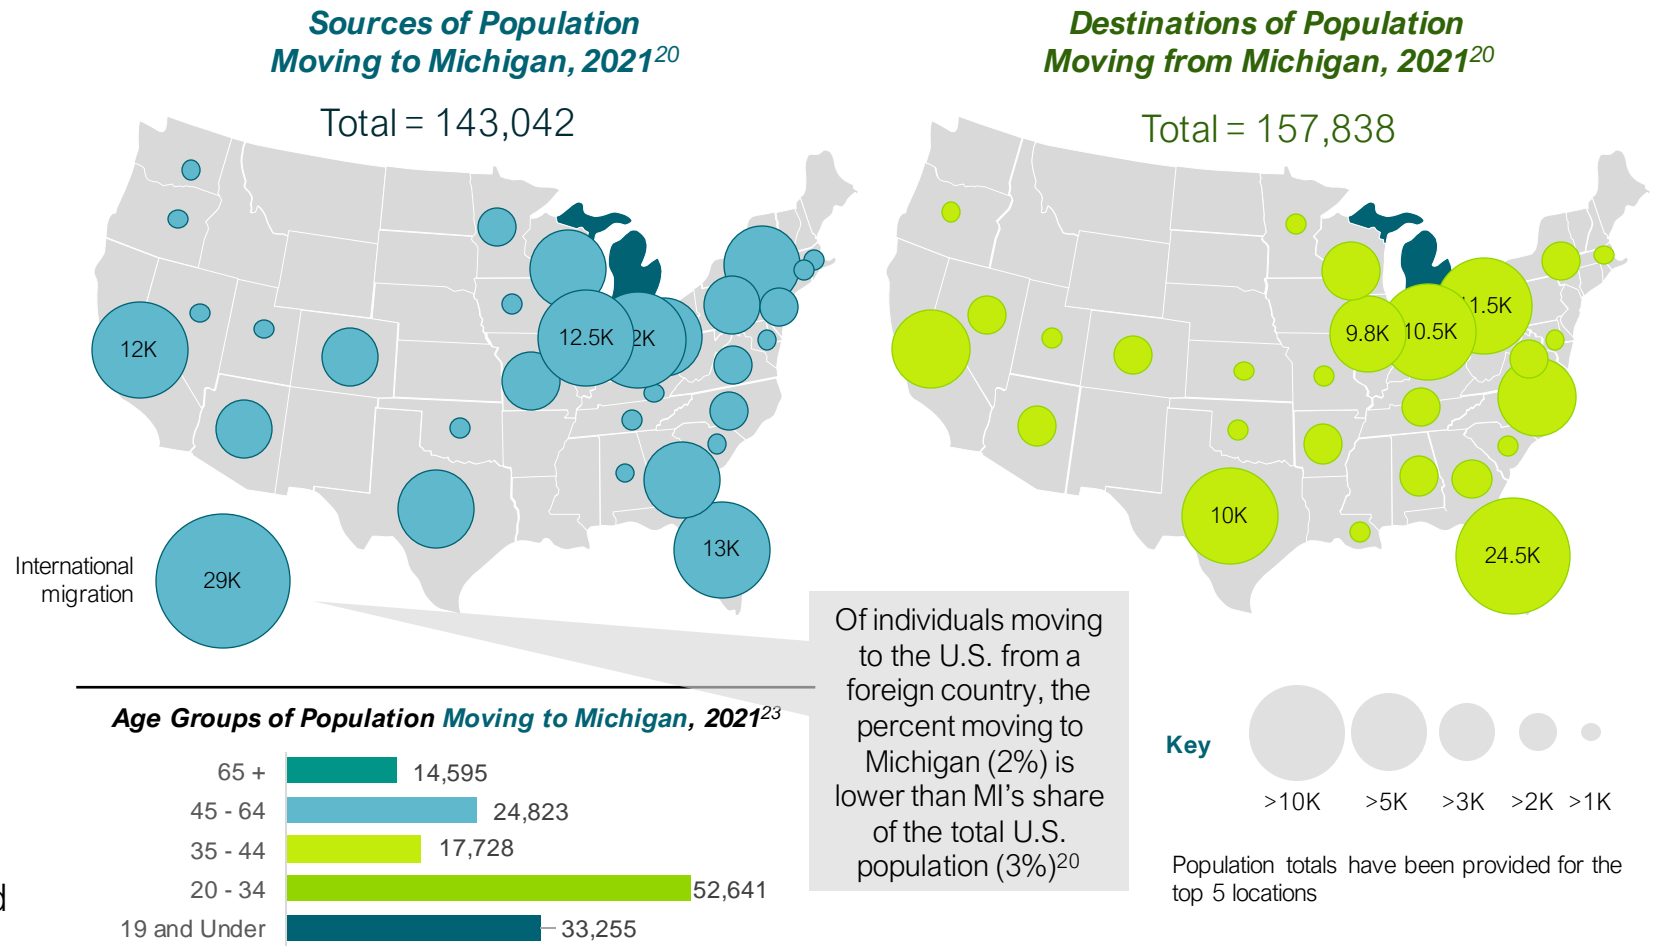 Sources of Population
Moving to Michigan, 2021²⁰
Total = 143,042
12K
12.5K
2K
13K
International
migration
29K
Destinations of Population
Moving from Michigan, 2021²⁰
Total = 157,838
11.5K
9.8K
10.5K
10K
24.5K
Of individuals moving
to the U.S. from a
foreign country, the
percent moving to
Michigan (2%) is
lower than MI’s share
of the total U.S.
population (3%)²⁰
Age Groups of Population Moving to Michigan, 2021²³
65 + 14,595
45 - 64 24,823
35 - 44 17,728
20 - 34 52,641
19 and Under 33,255
d
Key
>10K >5K >3K >2K >1K
Population totals have been provided for the
top 5 locations